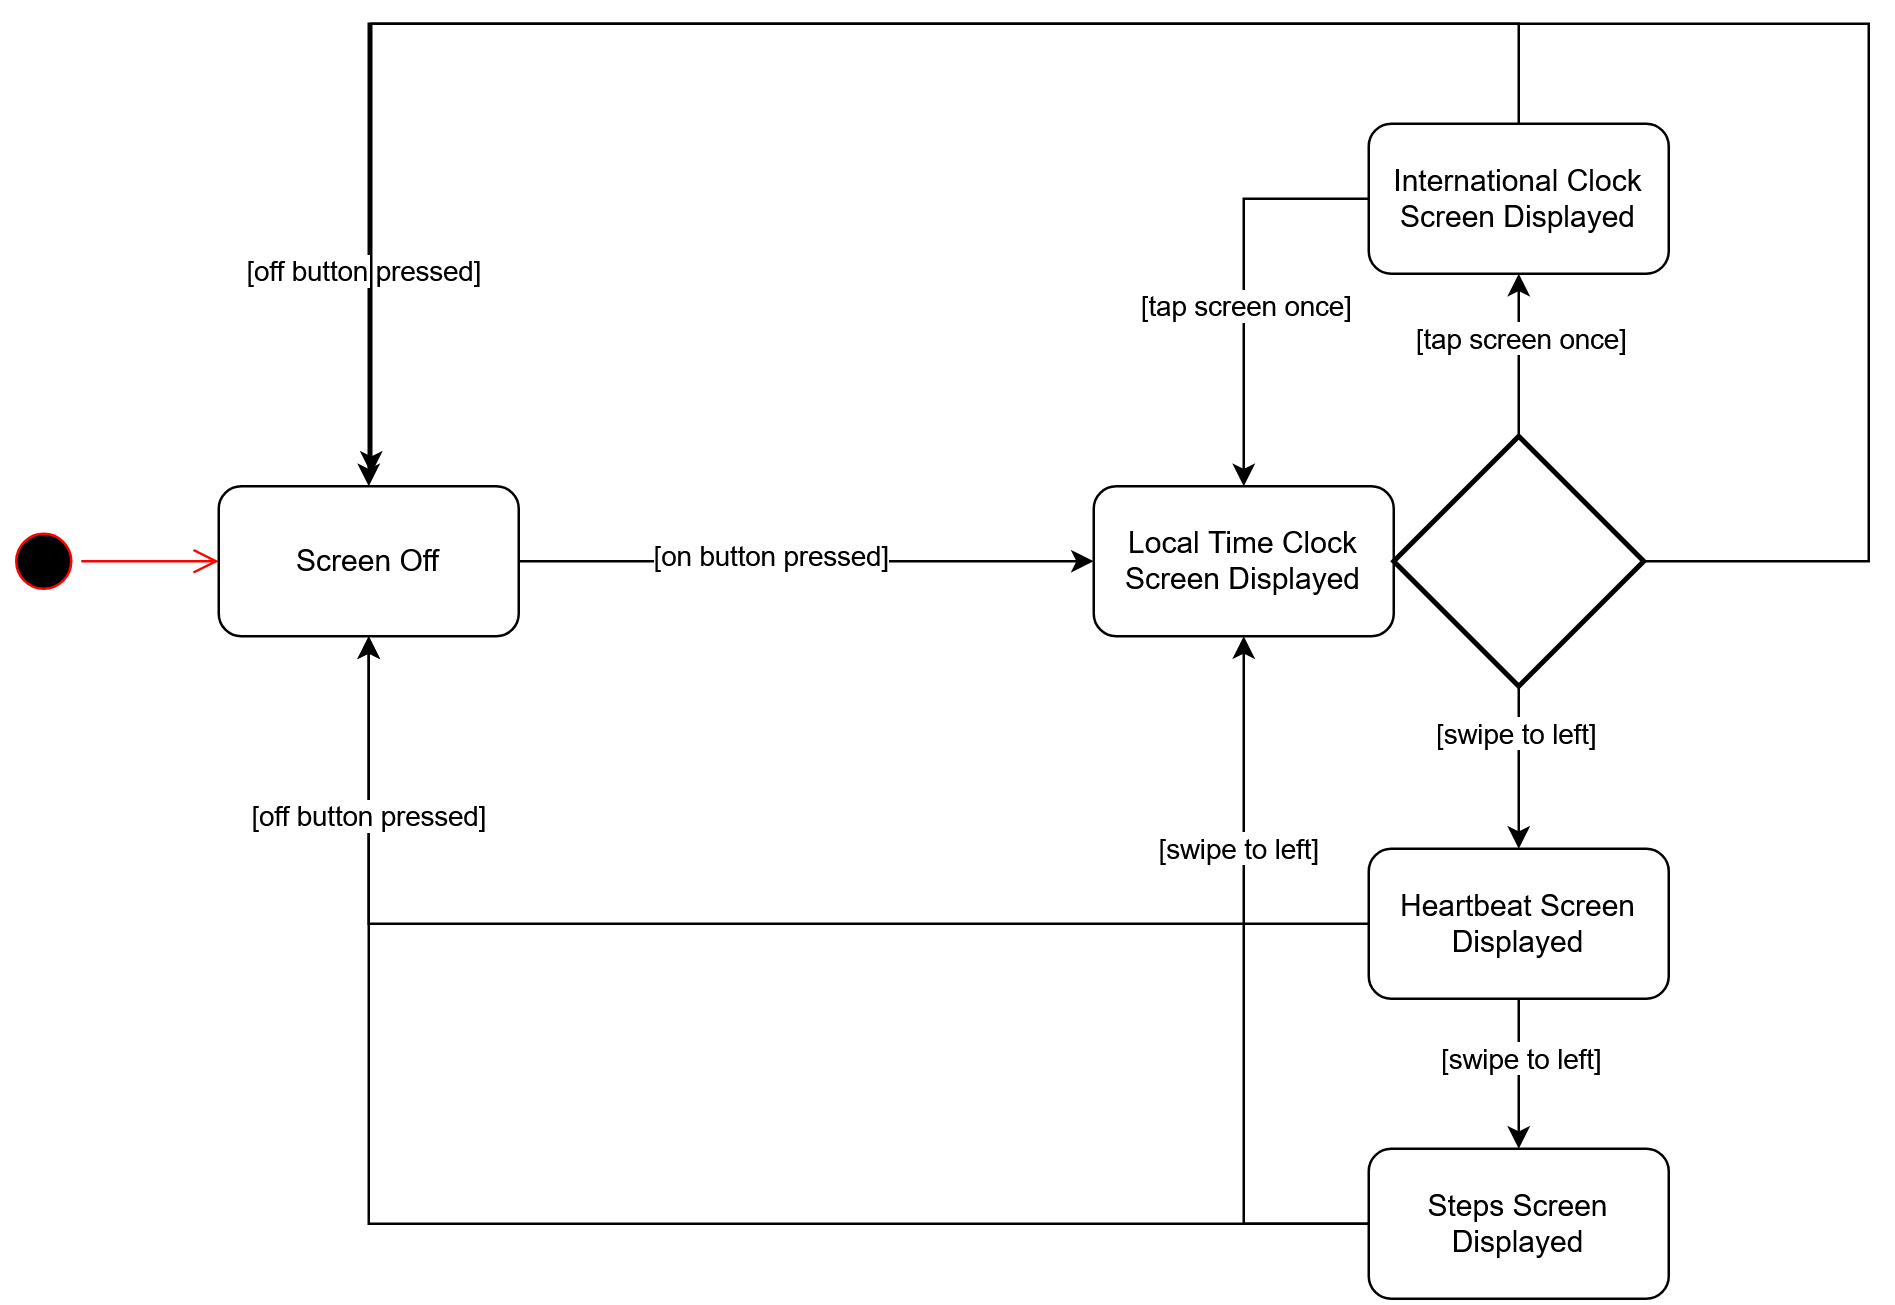 International Clock
Screen Displayed
[off button pressed]
[tap screen once]
[tap screen once]
Screen Off
[on button pressed]
Local Time Clock
Screen Displayed
[swipe to left]
[off button pressed]
[swipe to left]
Heartbeat Screen
Displayed
[swipe to left]
Steps Screen
Displayed